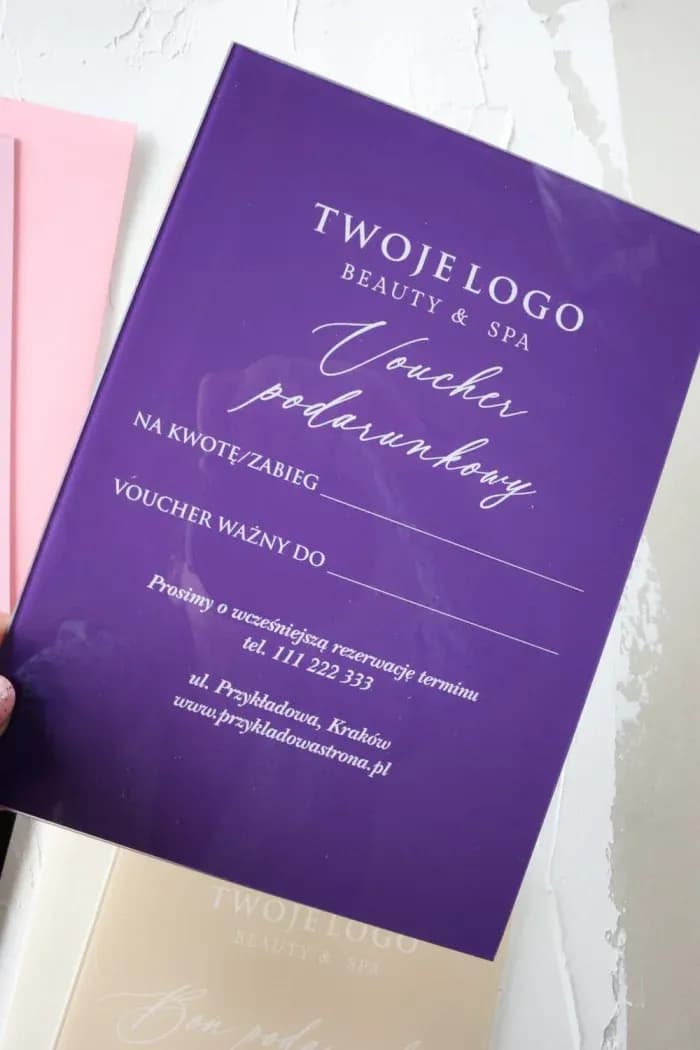 TWOJE LOGO
BEAUTY & SPA
Voucher
podarunkowy
NA KWOTĘ/ZABIEG
VOUCHER WAŻNY DO
Prosimy o wcześniejszą rezerwację terminu
tel. 111 222 333
ul. Przykładowa, Kraków
www.przykladowastrona.pl
TWOJE LOGO
BEAUTY & SPA
Bon